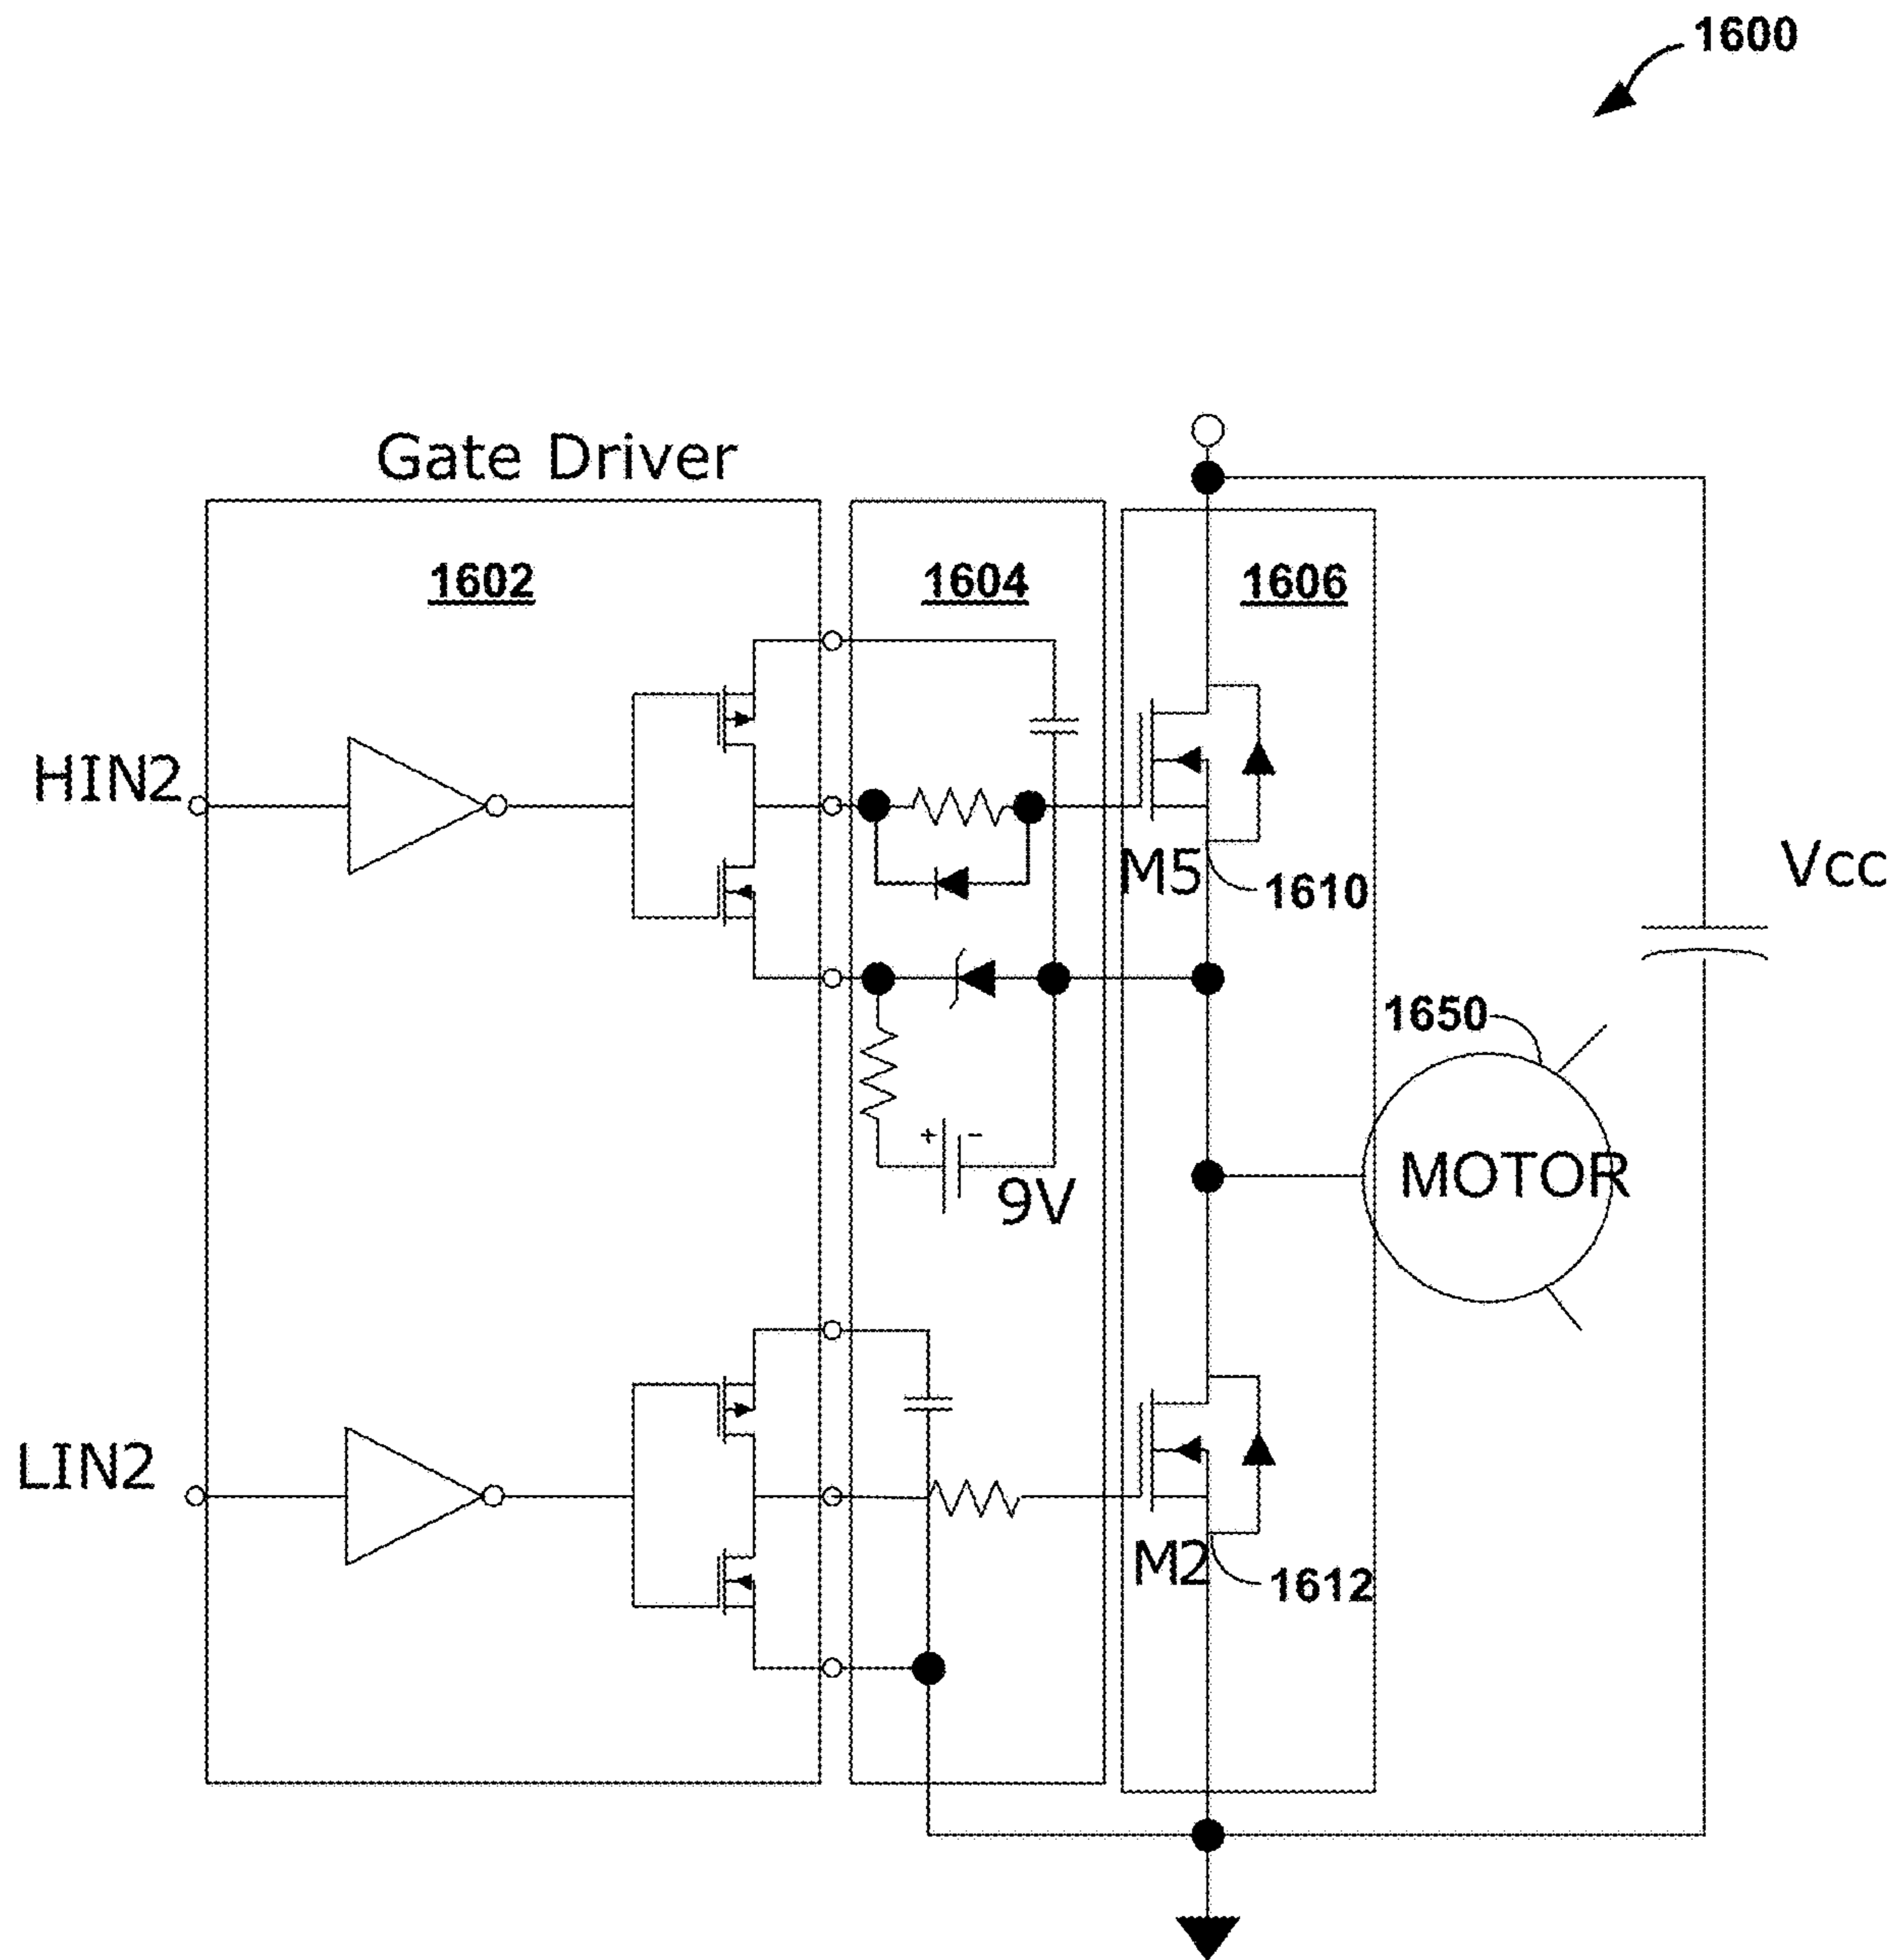 1600
Gate Driver
1602
1604
1606
HIN2
M5
1610
Vcc
1650
+ -
MOTOR
9V
LIN2
M2
1612